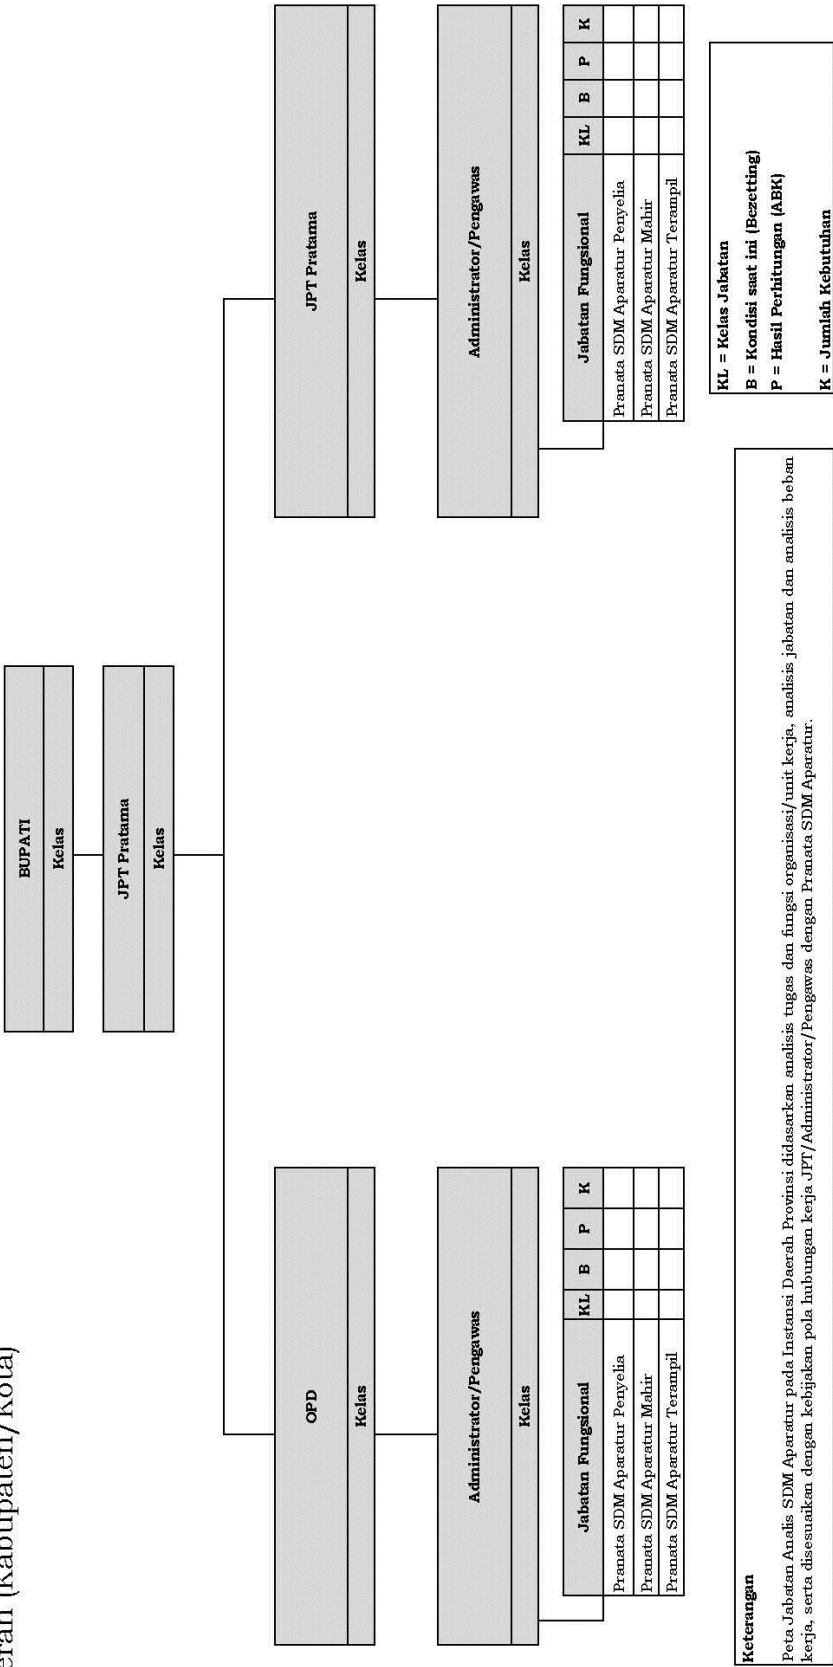 (Kabupaten/Kota)
BUPATI
Kelas
JPT Pratama
Kelas
OPD
Kelas
JPT Pratama
Kelas
Administrator/Pengawas
Kelas
Administrator/Pengawas
Kelas
Jabatan Fungsional KL B P K
Pranata SDM Aparatur Penyelia
Pranata SDM Aparatur Mahir
Pranata SDM Aparatur Terampil
Jabatan Fungsional KL B P K
Pranata SDM Aparatur Penyelia
Pranata SDM Aparatur Mahir
Pranata SDM Aparatur Terampil
KL = Kelas Jabatan
B = Kondisi saat ini (Bezetting)
P = Hasil Perhitungan (ABK)
K = Jumlah Kebutuhan
Keterangan
Peta Jabatan Analis SDM Aparatur pada Instansi Daerah Provinsi didasarkan analisis tugas dan fungsi organisasi/unit kerja, analisis jabatan dan analisis beban
kerja, serta disesuaikan dengan kebijakan pola hubungan kerja JPT/Administrator/Pengawas dengan Pranata SDM Aparatur.